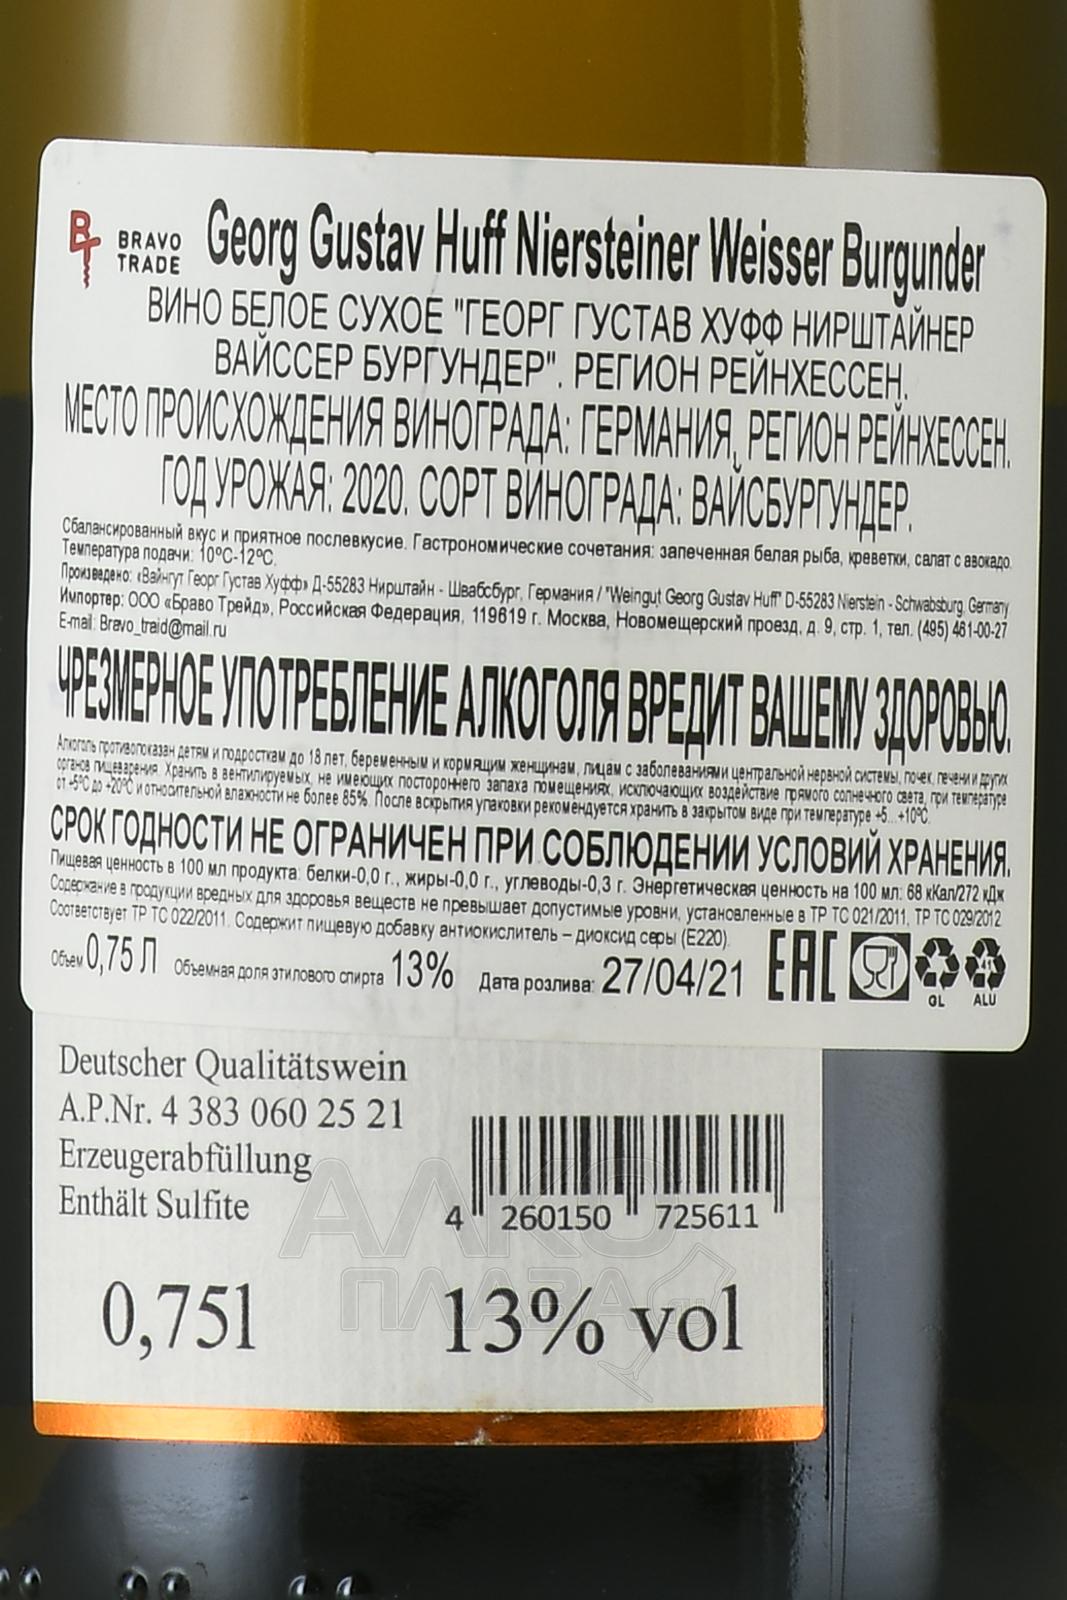 BRAVO
TRADE
Georg Gustav Huff Niersteiner Weisser Burgunder
ВИНО БЕЛОЕ СУХОЕ "ГЕОРГ ГУСТАВ ХУФФ НИРШТАЙНЕР
ВАЙССЕР БУРГУНДЕР". РЕГИОН РЕЙНХЕССЕН.
МЕСТО ПРОИСХОЖДЕНИЯ ВИНОГРАДА: ГЕРМАНИЯ, РЕГИОН РЕЙНХЕССЕН.
ГОД УРОЖАЯ: 2020. СОРТ ВИНОГРАДА: ВАЙСБУРГУНДЕР.
Сбалансированный вкус и приятное послевкусие. Гастрономические сочетания: запеченная белая рыба, креветки, салат с авокадо.
Температура подачи: 10ºС-12ºС.
Произведено: «Вайнгут Георг Густав Хуфф» Д-55283 Нирштайн - Швабсбург, Германия / "Weingut Georg Gustav Huff" D-55283 Nierstein - Schwabsburg, Germany
Импортер: ООО «Браво Трейд», Российская Федерация, 119619 г. Москва, Новомещерский проезд, д. 9, стр. 1, тел. (495) 461-00-27
E-mail: Bravo_traid@mail.ru
ЧРЕЗМЕРНОЕ УПОТРЕБЛЕНИЕ АЛКОГОЛЯ ВРЕДИТ ВАШЕМУ ЗДОРОВЬЮ.
Алкоголь противопоказан детям и подросткам до 18 лет, беременным и кормящим женщинам, лицам с заболеваниями центральной нервной системы, почек, печени и других
органов пищеварения. Хранить в вентилируемых, не имеющих постороннего запаха помещениях, исключающих воздействие прямого солнечного света, при температуре
от +5ºС до +20ºС и относительной влажности не более 85%. После вскрытия упаковки рекомендуется хранить в закрытом виде при температуре +5...+10ºС.
СРОК ГОДНОСТИ НЕ ОГРАНИЧЕН ПРИ СОБЛЮДЕНИИ УСЛОВИЙ ХРАНЕНИЯ.
Пищевая ценность в 100 мл продукта: белки-0,0 г., жиры-0,0 г., углеводы-0,3 г. Энергетическая ценность на 100 мл: 68 кКал/272 кДж
Содержание в продукции вредных для здоровья веществ не превышает допустимые уровни, установленные в ТР ТС 021/2011, ТР ТС 029/2012
Соответствует ТР ТС 022/2011. Содержит пищевую добавку антиокислитель – диоксид серы (Е220).
Объем 0,75 Л Объемная доля этилового спирта 13% Дата розлива: 27/04/21 EAC
41
GL ALU
Deutscher Qualitätswein
A.P.Nr. 4 383 060 25 21
Erzeugerabfüllung
Enthält Sulfite
4 260150 725611
АЛКО
ПЛАЗА
0,75l 13% vol